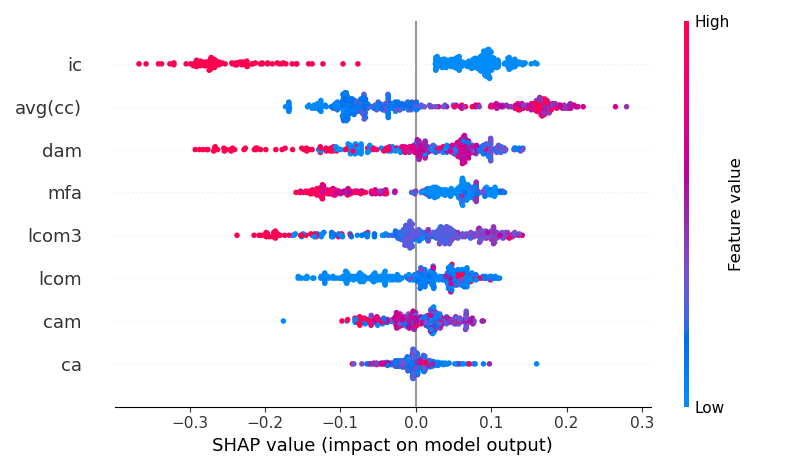 High
ic
avg(cc)
dam
mfa
lcom3
lcom
cam
ca
Feature value
Low
−0.3 −0.2 −0.1 0.0 0.1 0.2 0.3
SHAP value (impact on model output)